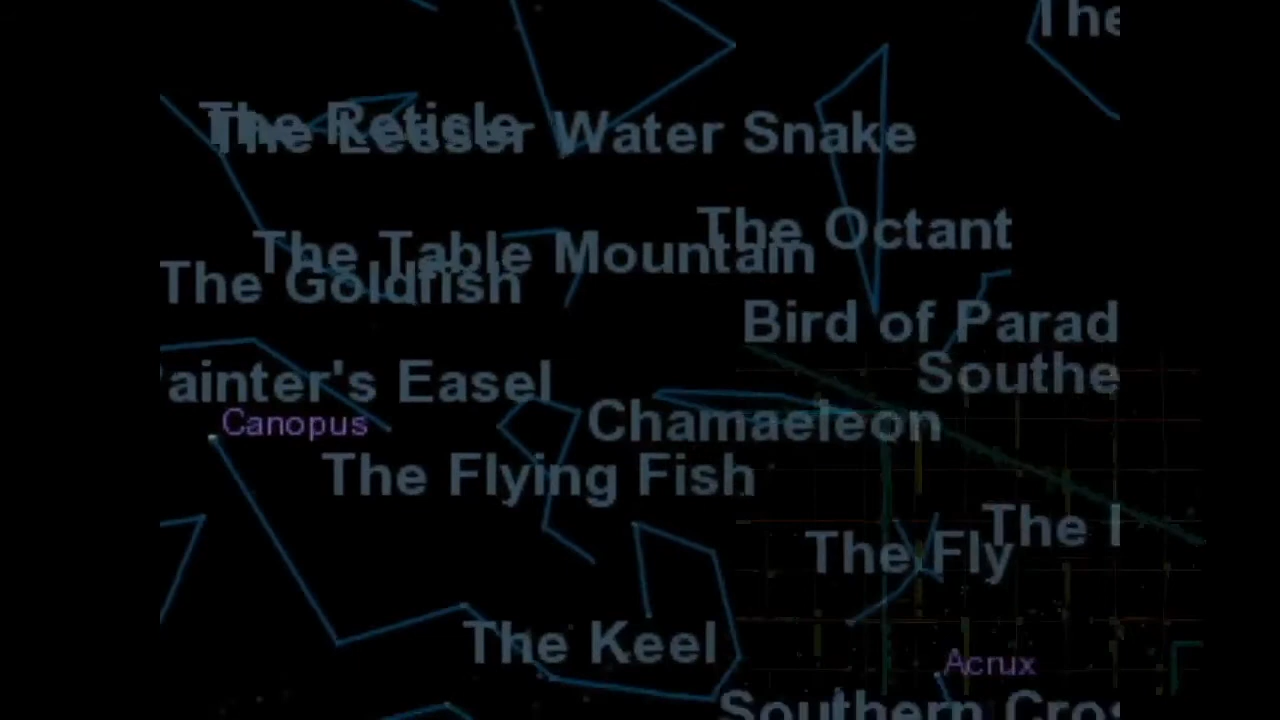 The
The Reticle
The Lesser Water Snake
The Octant
The Table Mountain
The Goldfish
Bird of Parad
Southe
ainter's Easel
Canopus
Chamaeleon
The Flying Fish
The
The Fly
The Keel
Acrux
Southern Cros